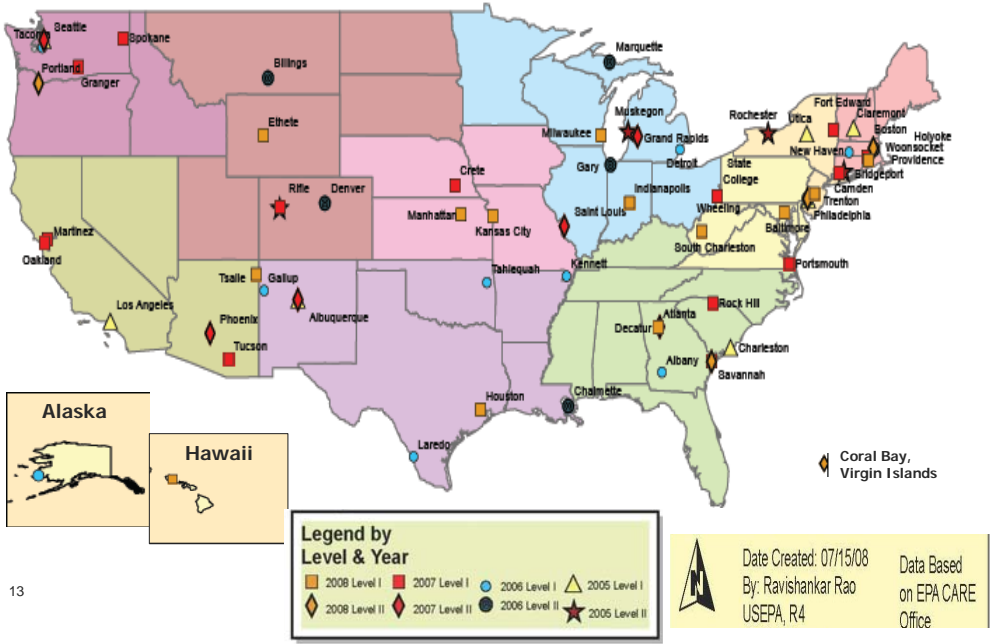 Seattle
Tacoma
Spokane
Portland
Granger
Billings
Ethete
Rifle
Denver
Crete
Manhattan
Kansas City
Marquette
Muskegon
Milwaukee
Grand Rapids
Gary
Detroit
Indianapolis
Saint Louis
Rochester
Utica
Fort Edward
Claremont
Boston
Holyoke
Woonsocket
Providence
New Haven
Bridgeport
State
College
Camden
Trenton
Philadelphia
Wheeling
Baltimore
South Charleston
Portsmouth
Martinez
Oakland
Los Angeles
Tsaile
Gallup
Albuquerque
Phoenix
Tucson
Tahlequah
Kennett
Rock Hill
Atlanta
Decatur
Albany
Charleston
Savannah
Houston
Chalmette
Laredo
Alaska
Hawaii
Coral Bay,
Virgin Islands
Legend by
Level & Year
2008 Level I
2007 Level I
2006 Level I
2005 Level I
2008 Level II
2007 Level II
2006 Level II
2005 Level II
N
Date Created: 07/15/08
By: Ravishankar Rao
USEPA, R4
Data Based
on EPA CARE
Office
13